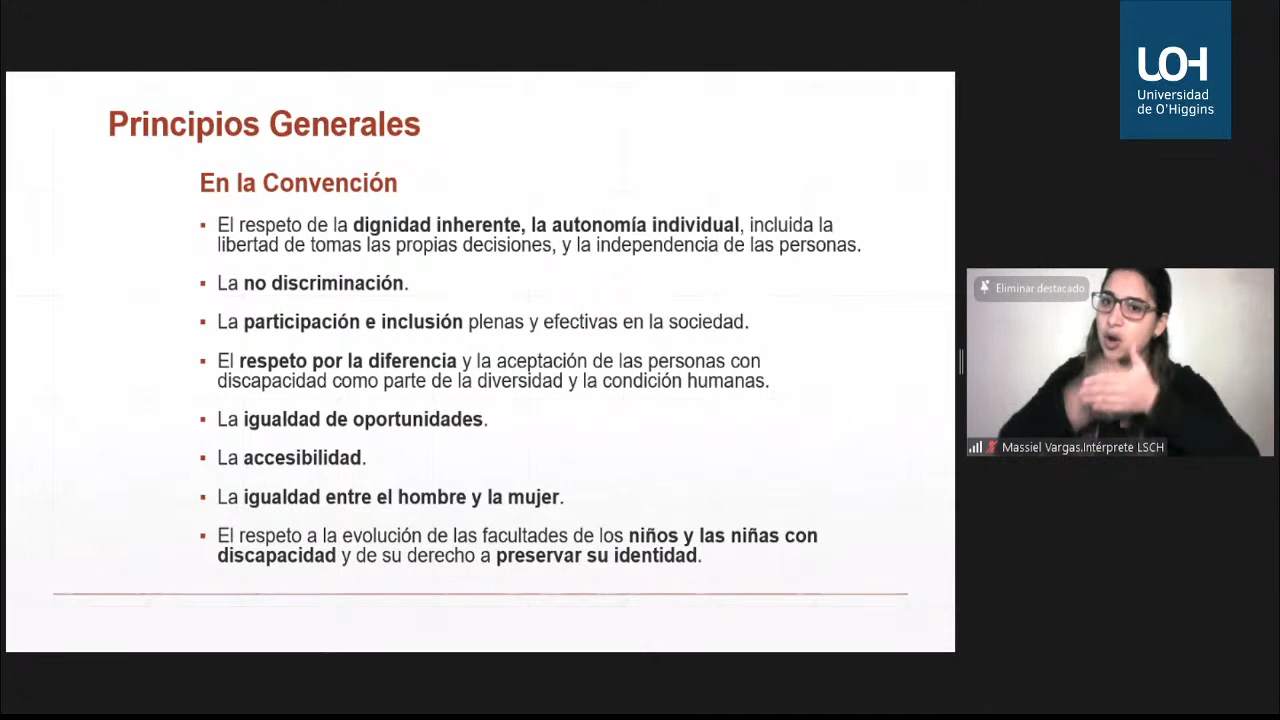 UOH
Universidad
de O'Higgins
Principios Generales
En la Convención
▪ El respeto de la dignidad inherente, la autonomía individual, incluida la
libertad de tomas las propias decisiones, y la independencia de las personas.
▪ La no discriminación.
▪ La participación e inclusión plenas y efectivas en la sociedad.
▪ El respeto por la diferencia y la aceptación de las personas con
discapacidad como parte de la diversidad y la condición humanas.
▪ La igualdad de oportunidades.
▪ La accesibilidad.
▪ La igualdad entre el hombre y la mujer.
▪ El respeto a la evolución de las facultades de los niños y las niñas con
discapacidad y de su derecho a preservar su identidad.
Eliminar destacado
Massiel Vargas.Intérprete LSCH